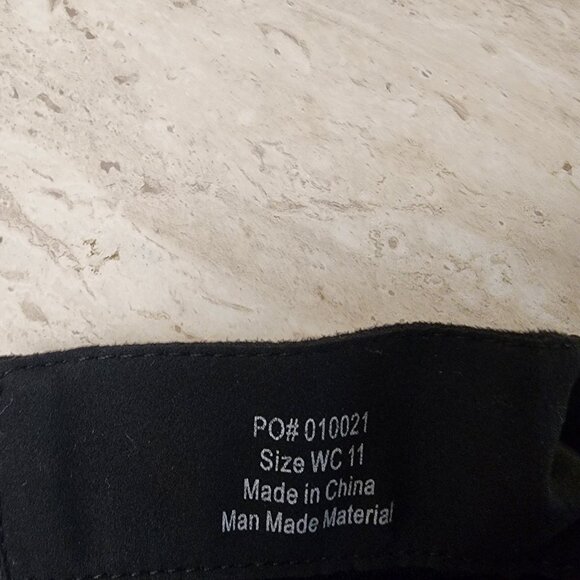 PO# 010021
Size WC 11
Made in China
Man Made Material